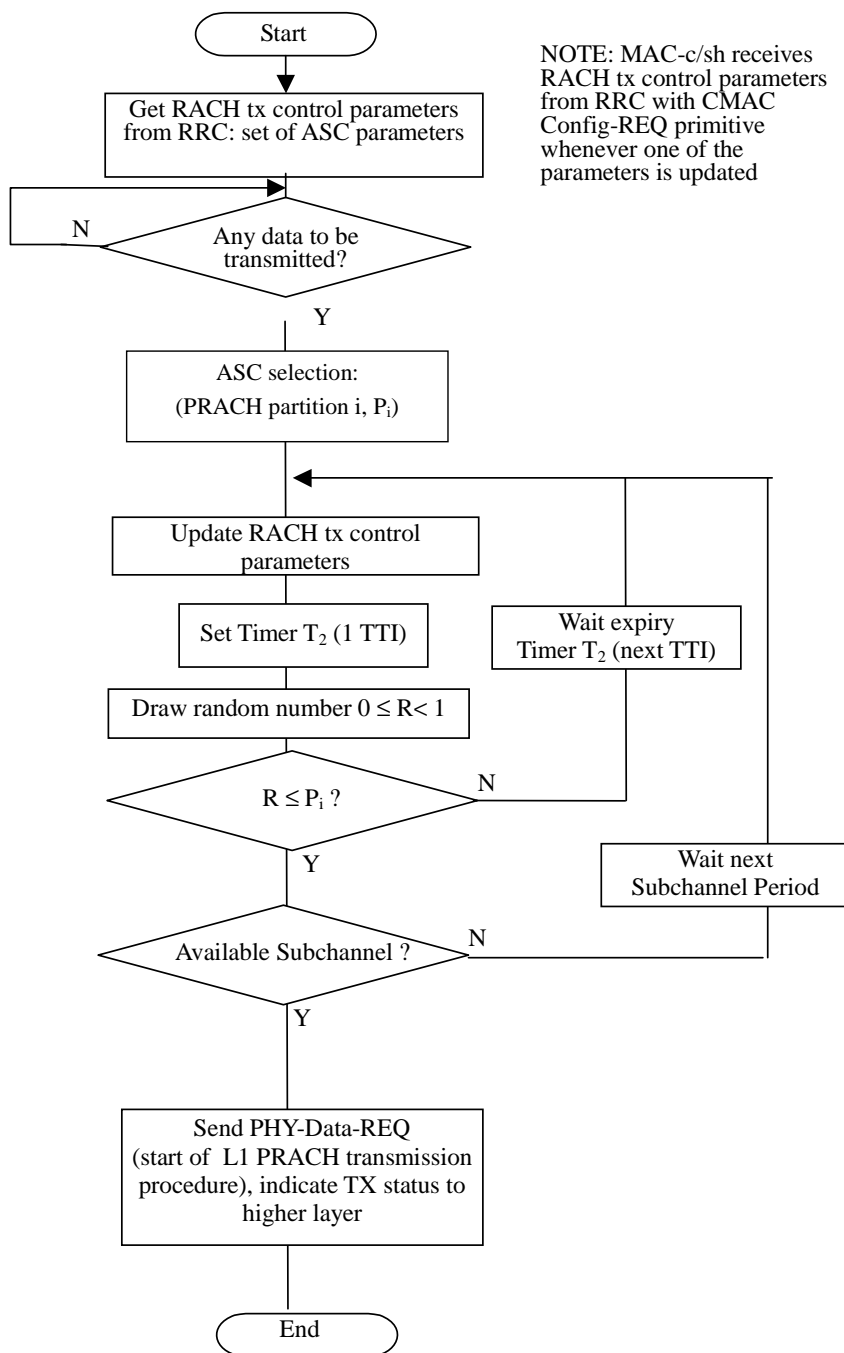 Start
NOTE: MAC-c/sh receives
RACH tx control parameters
from RRC with CMAC
Config-REQ primitive
whenever one of the
parameters is updated
Get RACH tx control parameters
from RRC: set of ASC parameters
N
Any data to be
transmitted?
Y
ASC selection:
(PRACH partition i, Pᵢ)
Update RACH tx control
parameters
Set Timer T₂ (1 TTI)
Wait expiry
Timer T₂ (next TTI)
Draw random number 0 ≤ R< 1
R ≤ Pᵢ ?
N
Y
Wait next
Subchannel Period
Available Subchannel ?
N
Y
Send PHY-Data-REQ
(start of L1 PRACH transmission
procedure), indicate TX status to
higher layer
End